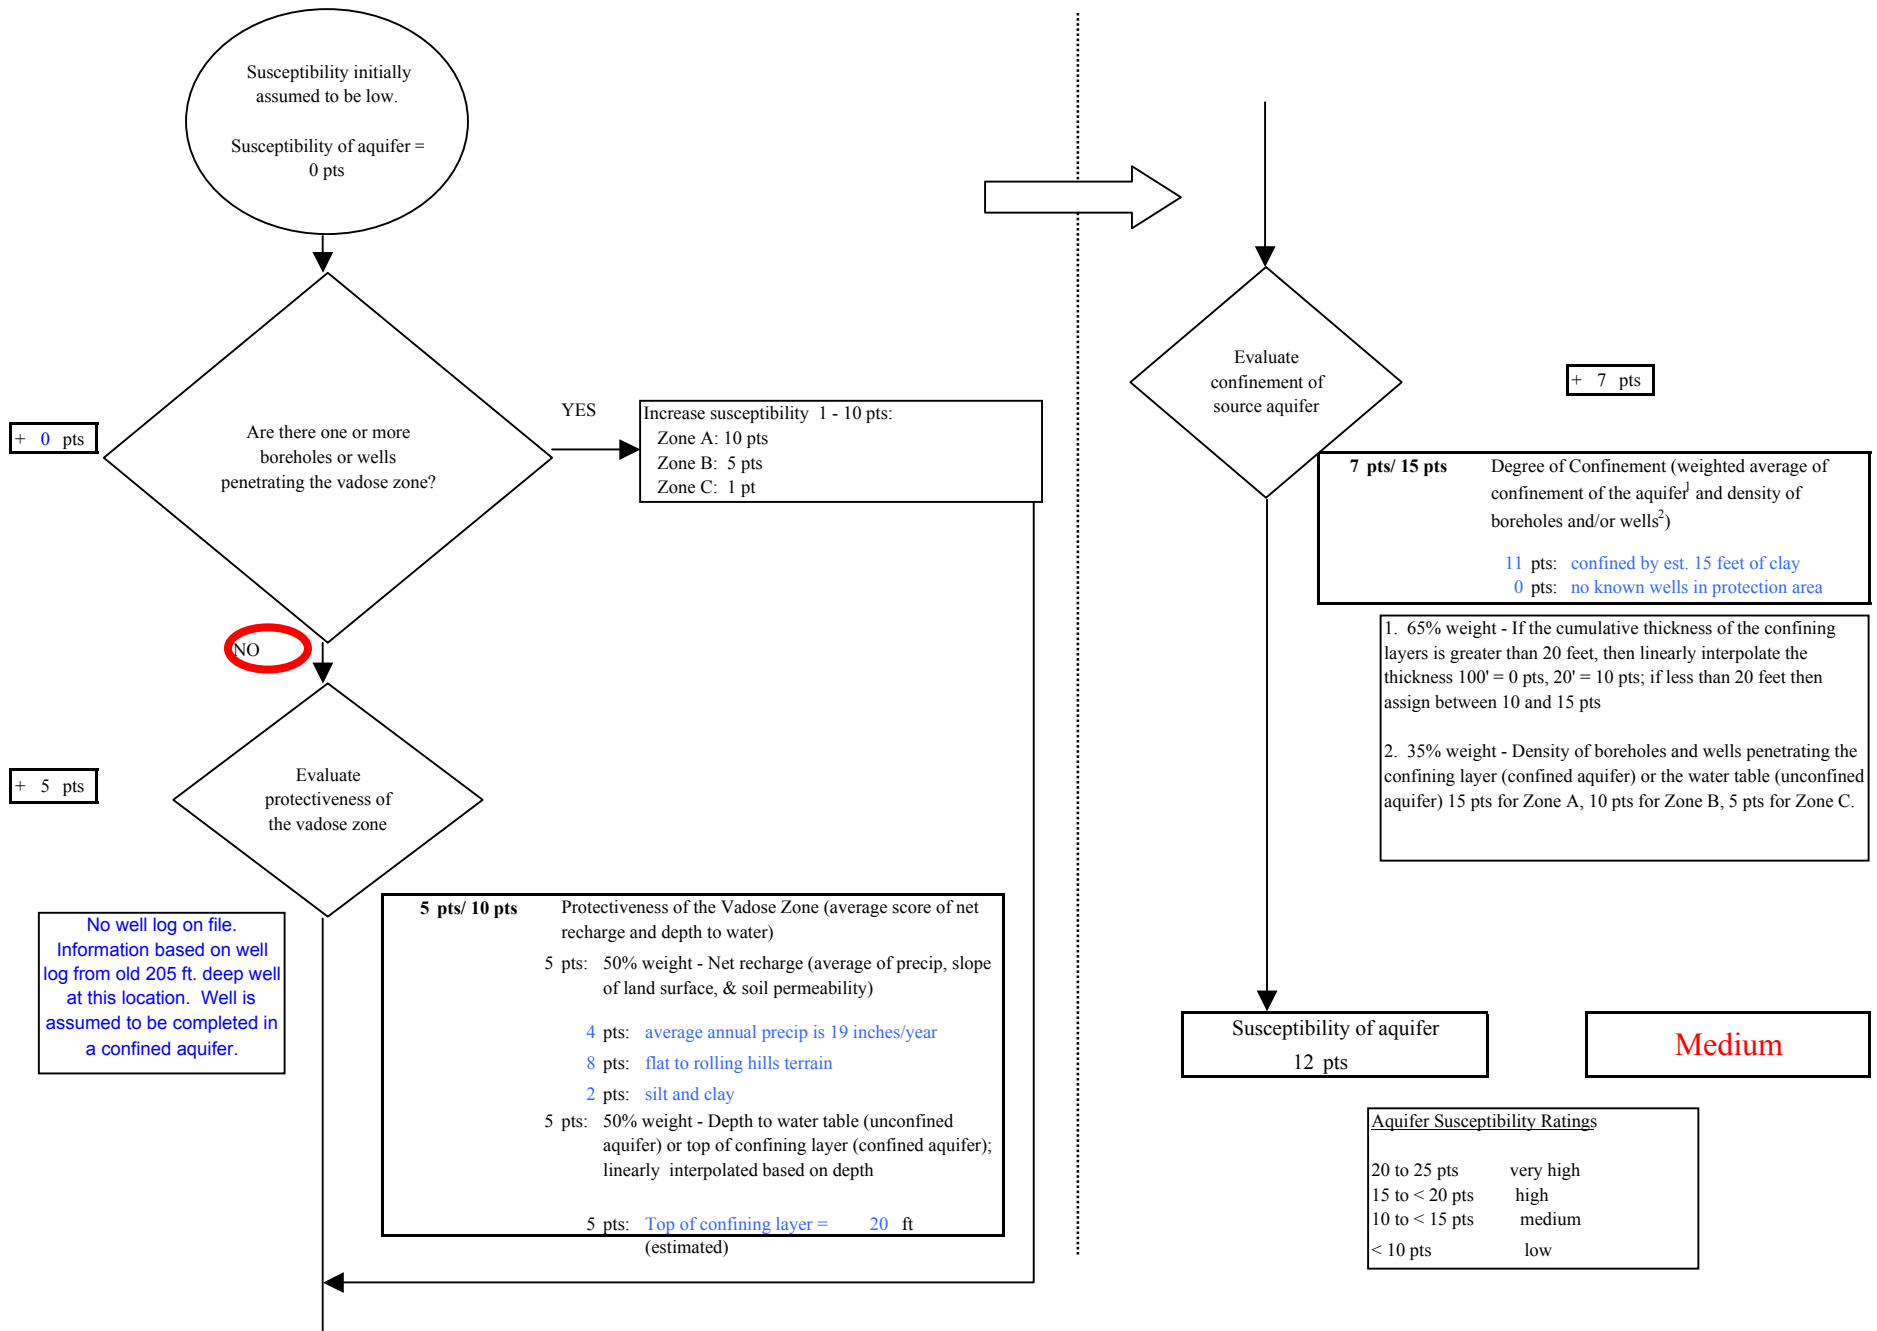 Susceptibility initially
assumed to be low.
Susceptibility of aquifer =
0 pts
+ 0 pts
Are there one or more
boreholes or wells
penetrating the vadose zone?
YES
Increase susceptibility 1 - 10 pts:
Zone A: 10 pts
Zone B: 5 pts
Zone C: 1 pt
NO
+ 5 pts
Evaluate
protectiveness of
the vadose zone
No well log on file.
Information based on well
log from old 205 ft. deep well
at this location. Well is
assumed to be completed in
a confined aquifer.
5 pts/ 10 pts Protectiveness of the Vadose Zone (average score of net
recharge and depth to water)
5 pts: 50% weight - Net recharge (average of precip, slope
of land surface, & soil permeability)
4 pts: average annual precip is 19 inches/year
8 pts: flat to rolling hills terrain
2 pts: silt and clay
5 pts: 50% weight - Depth to water table (unconfined
aquifer) or top of confining layer (confined aquifer);
linearly interpolated based on depth
5 pts: Top of confining layer = 20 ft
(estimated)
Evaluate
confinement of
source aquifer
+ 7 pts
7 pts/ 15 pts Degree of Confinement (weighted average of
confinement of the aquifer1 and density of
boreholes and/or wells2)
11 pts: confined by est. 15 feet of clay
0 pts: no known wells in protection area
1. 65% weight - If the cumulative thickness of the confining
layers is greater than 20 feet, then linearly interpolate the
thickness 100' = 0 pts, 20' = 10 pts; if less than 20 feet then
assign between 10 and 15 pts
2. 35% weight - Density of boreholes and wells penetrating the
confining layer (confined aquifer) or the water table (unconfined
aquifer) 15 pts for Zone A, 10 pts for Zone B, 5 pts for Zone C.
Susceptibility of aquifer
12 pts
Medium
Aquifer Susceptibility Ratings
20 to 25 pts very high
15 to < 20 pts high
10 to < 15 pts medium
< 10 pts low